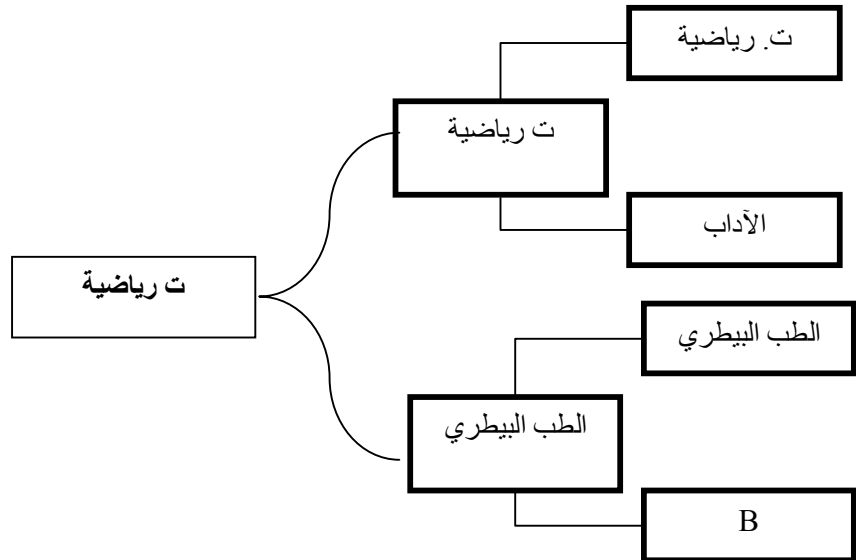 ت. رياضية
ت رياضية
الآداب
ت رياضية
الطب البيطري
الطب البيطري
B